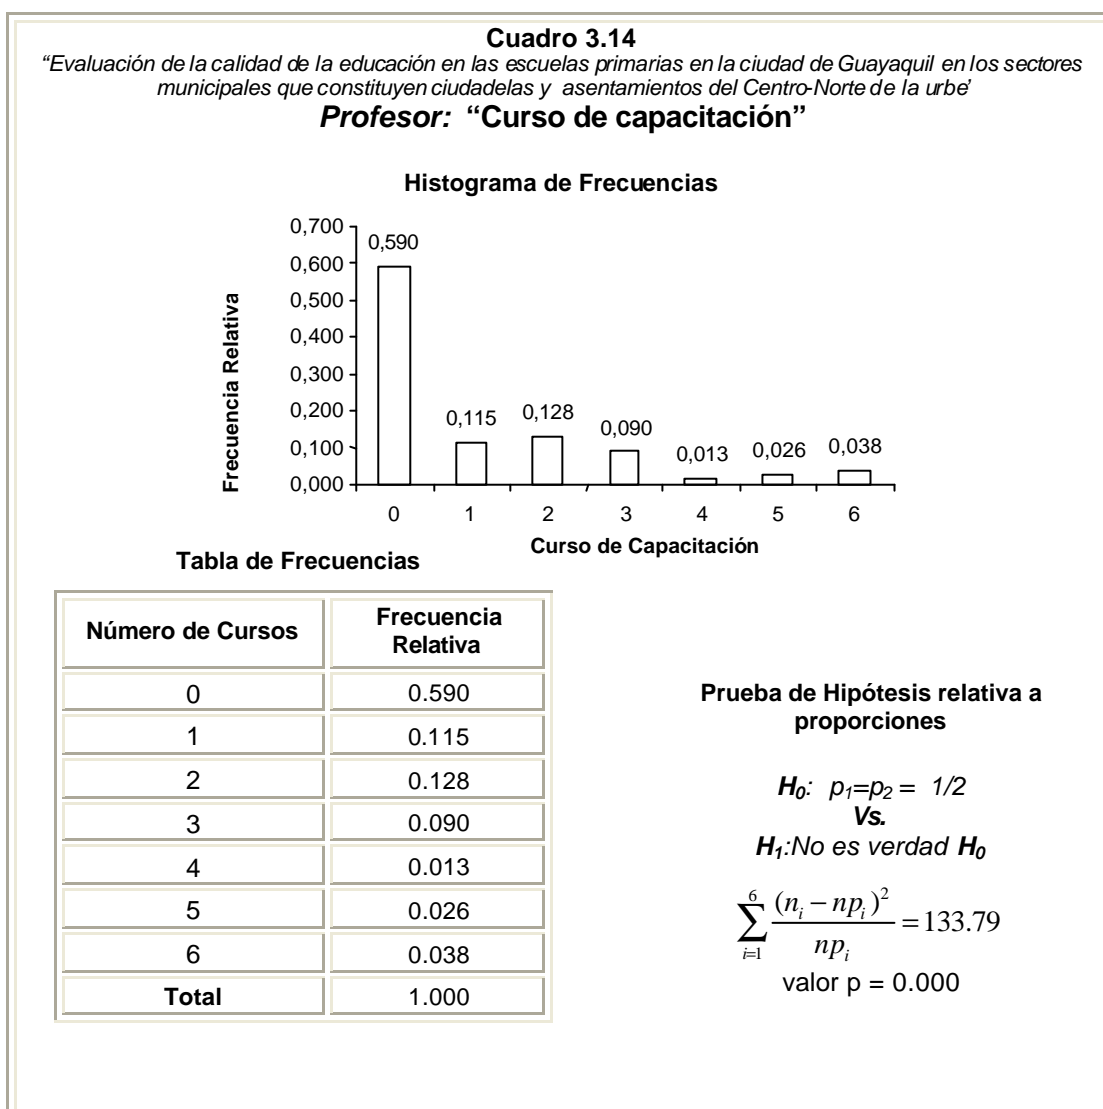 Cuadro 3.14
“Evaluación de la calidad de la educación en las escuelas primarias en la ciudad de Guayaquil en los sectores
municipales que constituyen ciudadelas y asentamientos del Centro-Norte de la urbe’
Profesor: “Curso de capacitación”
Histograma de Frecuencias
Frecuencia Relativa
0,700
0,600
0,500
0,400
0,300
0,200
0,100
0,000
0,590
0,115
0,128
0,090
0,013
0,026
0,038
0 1 2 3 4 5 6
Curso de Capacitación
Tabla de Frecuencias
Número de Cursos Frecuencia Relativa
0 0.590
1 0.115
2 0.128
3 0.090
4 0.013
5 0.026
6 0.038
Total 1.000
Prueba de Hipótesis relativa a
proporciones
H₀: p₁=p₂ = 1/2
Vs.
H₁:No es verdad H₀
∑_{i=1}^{6} (n_i − np_i)² / np_i = 133.79
valor p = 0.000